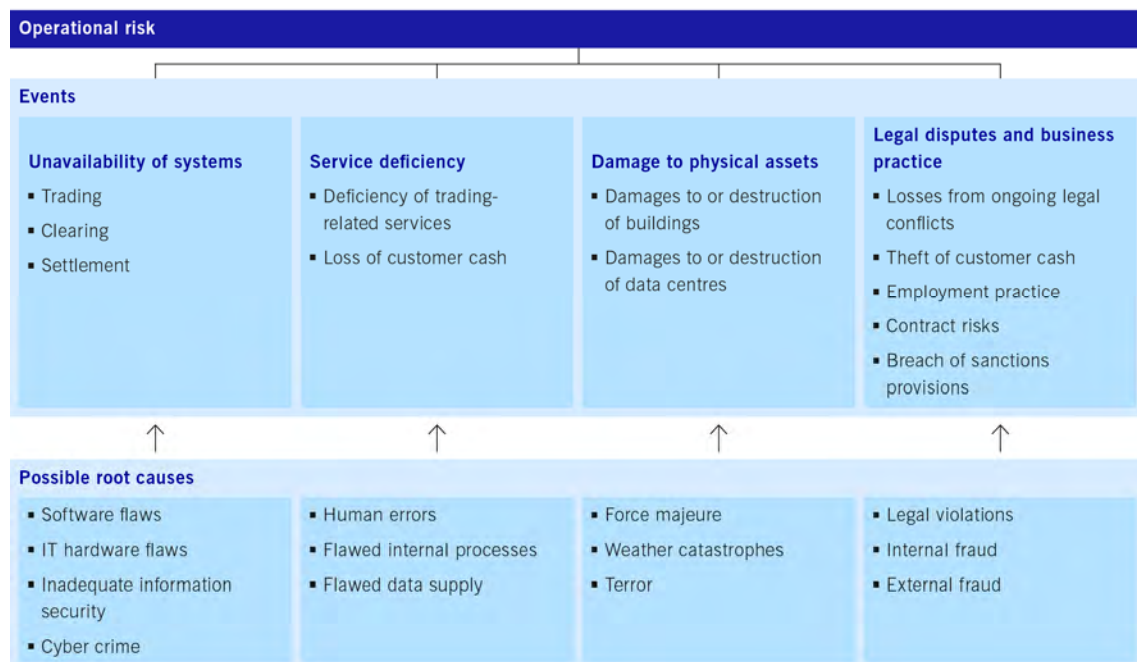 Operational risk
Events
Unavailability of systems
▪ Trading
▪ Clearing
▪ Settlement
Service deficiency
▪ Deficiency of trading-
related services
▪ Loss of customer cash
Damage to physical assets
▪ Damages to or destruction
of buildings
▪ Damages to or destruction
of data centres
Legal disputes and business
practice
▪ Losses from ongoing legal
conflicts
▪ Theft of customer cash
▪ Employment practice
▪ Contract risks
▪ Breach of sanctions
provisions
Possible root causes
▪ Software flaws
▪ IT hardware flaws
▪ Inadequate information
security
▪ Cyber crime
▪ Human errors
▪ Flawed internal processes
▪ Flawed data supply
▪ Force majeure
▪ Weather catastrophes
▪ Terror
▪ Legal violations
▪ Internal fraud
▪ External fraud